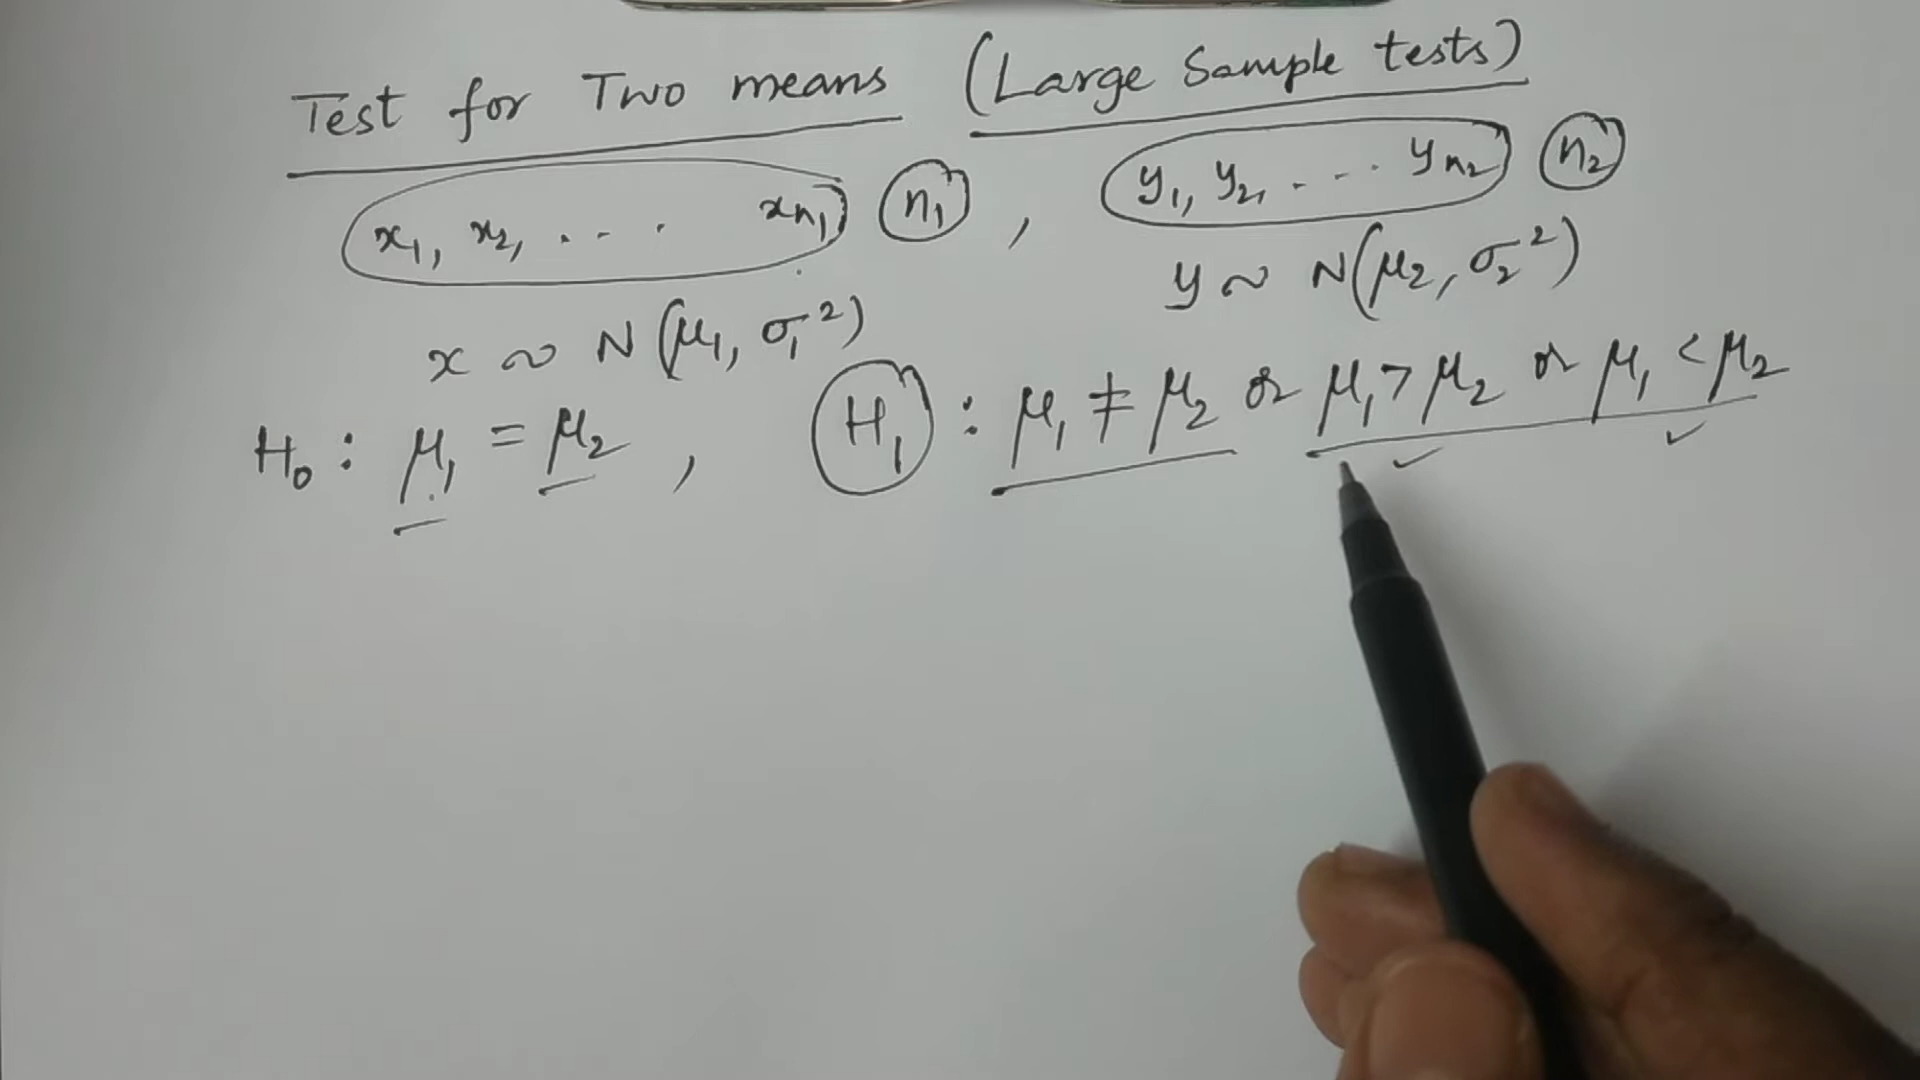 Test for Two means (Large Sample tests)
x₁, x₂, . - - . xn₁ n₁ , y₁, y₂, . - - . yn₂ n₂
x ~ N(μ₁, σ₁²) y ~ N(μ₂, σ₂²)
H₀ : μ₁ = μ₂ , H₁ : μ₁ ≠ μ₂ or μ₁ > μ₂ or μ₁ < μ₂